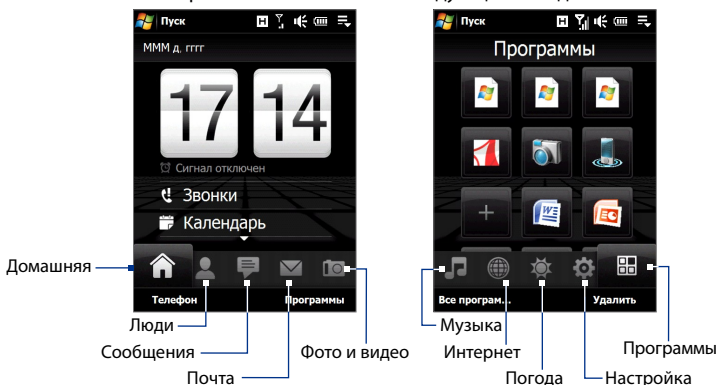 Пуск
МММ д. гггг
17 14
Сигнал отключен
Звонки
Календарь
Телефон Программы
Домашняя
Люди
Сообщения
Почта
Фото и видео
Пуск
Программы
Все програм... Удалить
Музыка
Интернет
Погода
Настройка
Программы